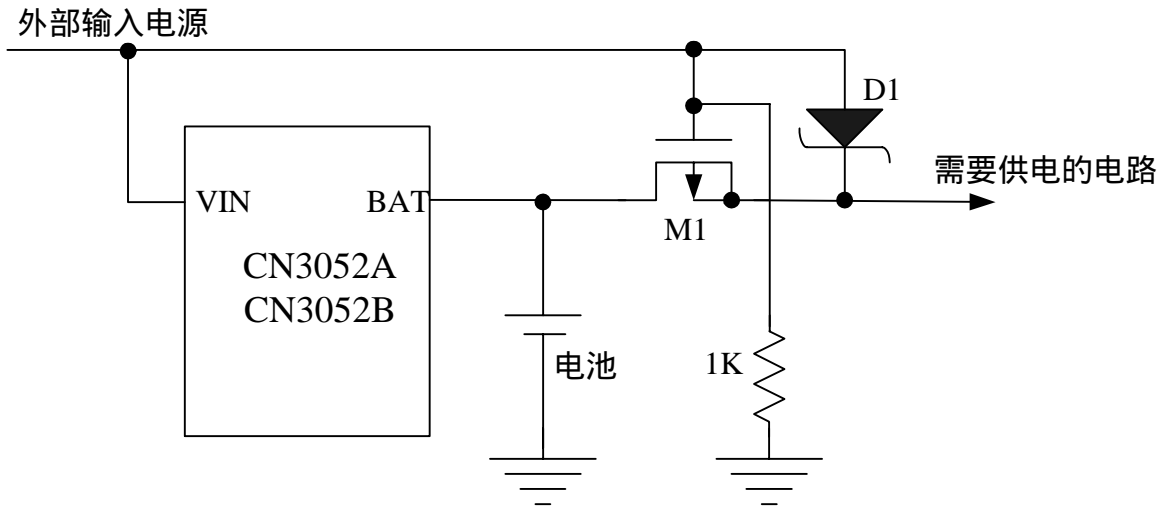 外部输入电源
D1
需要供电的电路
VIN
BAT
M1
CN3052A
CN3052B
电池
1K